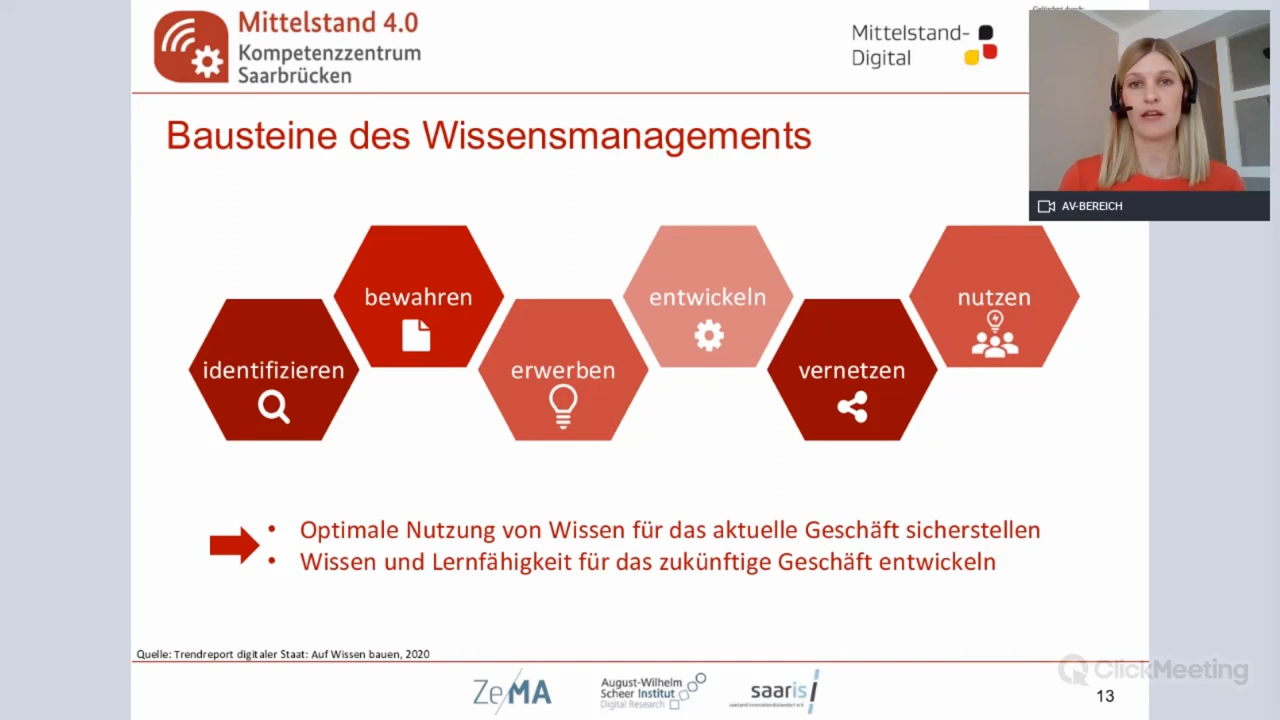 Mittelstand 4.0
Kompetenzzentrum
Saarbrücken
Mittelstand-
Digital
AV-BEREICH
Bausteine des Wissensmanagements
identifizieren
bewahren
erwerben
entwickeln
vernetzen
nutzen
• Optimale Nutzung von Wissen für das aktuelle Geschäft sicherstellen
• Wissen und Lernfähigkeit für das zukünftige Geschäft entwickeln
Quelle: Trendreport digitaler Staat: Auf Wissen bauen, 2020
ZeMA
August-Wilhelm
Scheer Institut
Digital Research
saaris
ClickMeeting
13